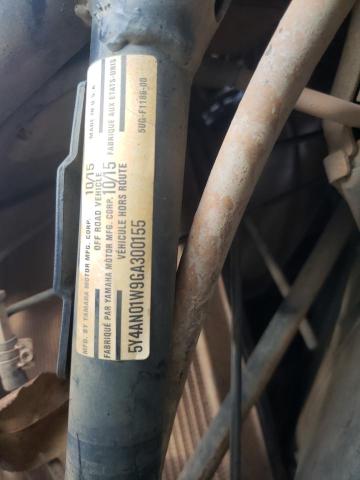 MFD. BY YAMAHA MOTOR MFG. CORP. 10/15 MADE IN U.S.A.
OFF ROAD VEHICLE
FABRIQUÉ PAR YAMAHA MOTOR MFG. CORP. 10/15 FABRIQUÉ AUX ÉTATS-UNIS
VÉHICULE HORS ROUTE
5Y4AN01W9GA300155 5UG-F1186-00